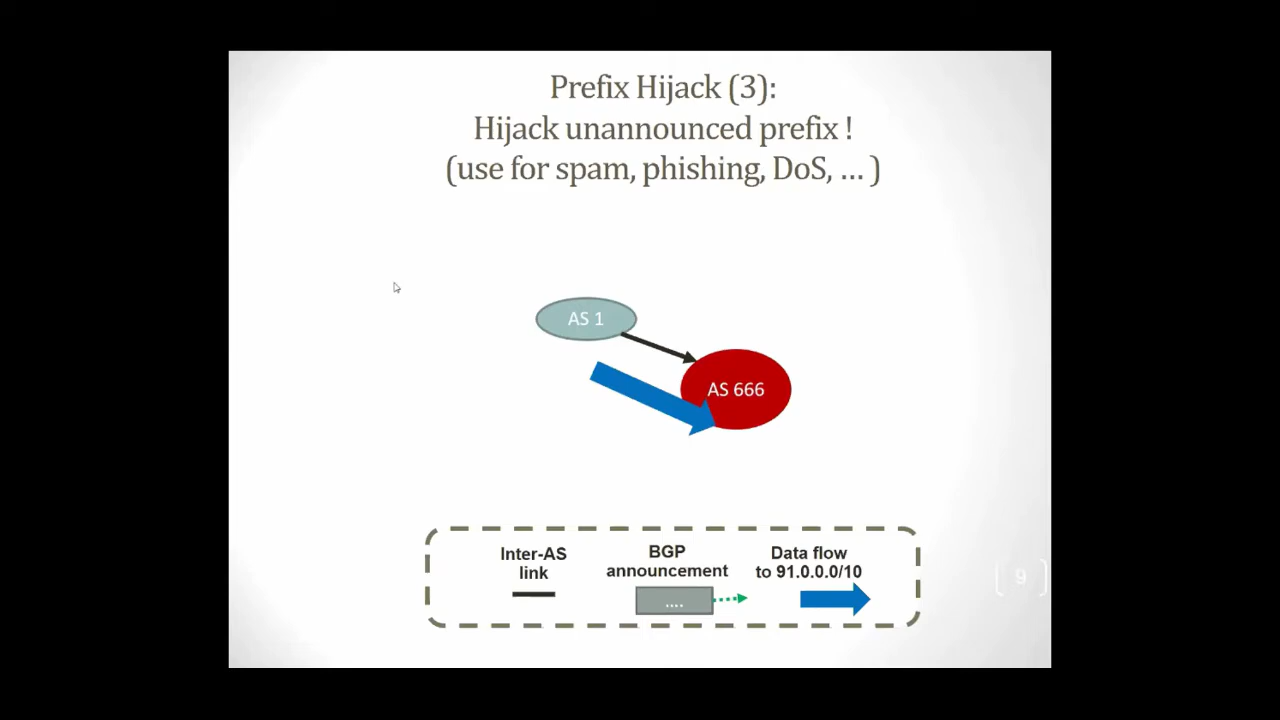 Prefix Hijack (3):
Hijack unannounced prefix !
(use for spam, phishing, DoS, ... )
AS 1
AS 666
Inter-AS
link
BGP
announcement
....
Data flow
to 91.0.0.0/10
9